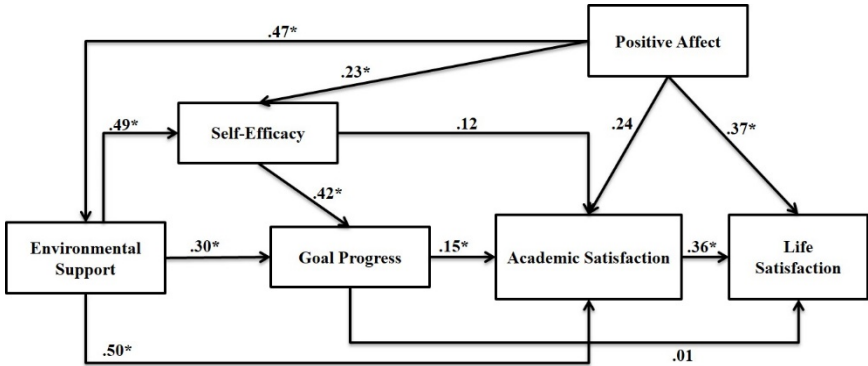 .47*
Positive Affect
.23*
Self-Efficacy
.49*
.12
.24
.37*
.42*
Environmental
Support
.30*
Goal Progress
.15*
Academic Satisfaction
.36*
Life
Satisfaction
.50*
.01